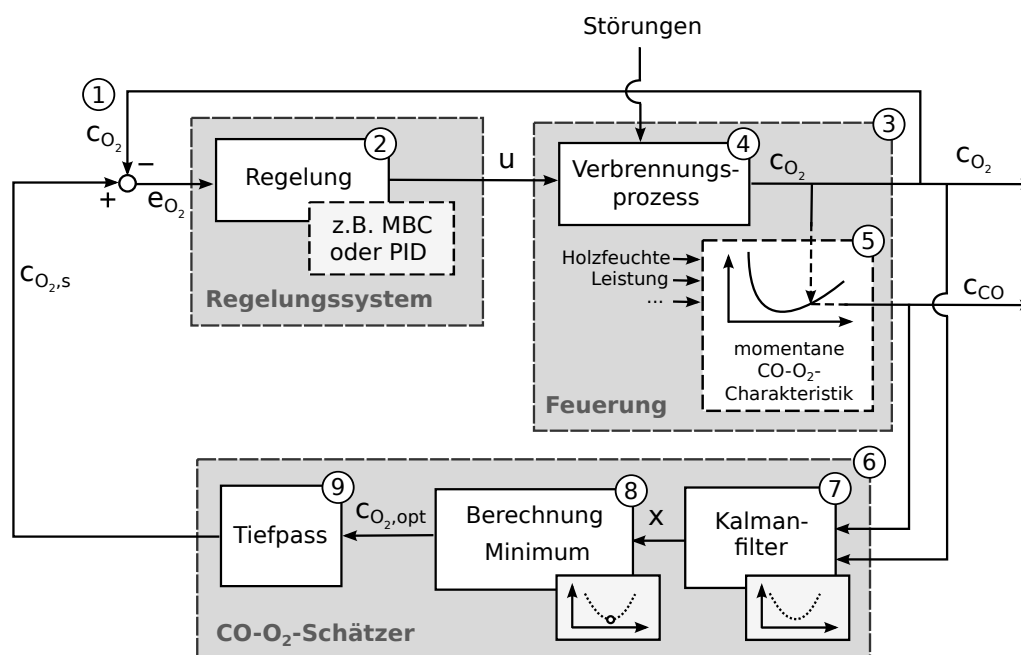 Störungen
1
c_O₂
−
+
e_O₂
c_O₂,s
2
Regelung
z.B. MBC
oder PID
Regelungssystem
u
3
4
Verbrennungs-
prozess
c_O₂
c_O₂
Holzfeuchte
Leistung
...
5
momentane
CO-O₂-
Charakteristik
c_CO
Feuerung
6
9
Tiefpass
c_O₂,opt
8
Berechnung
Minimum
x
7
Kalman-
filter
CO-O₂-Schätzer